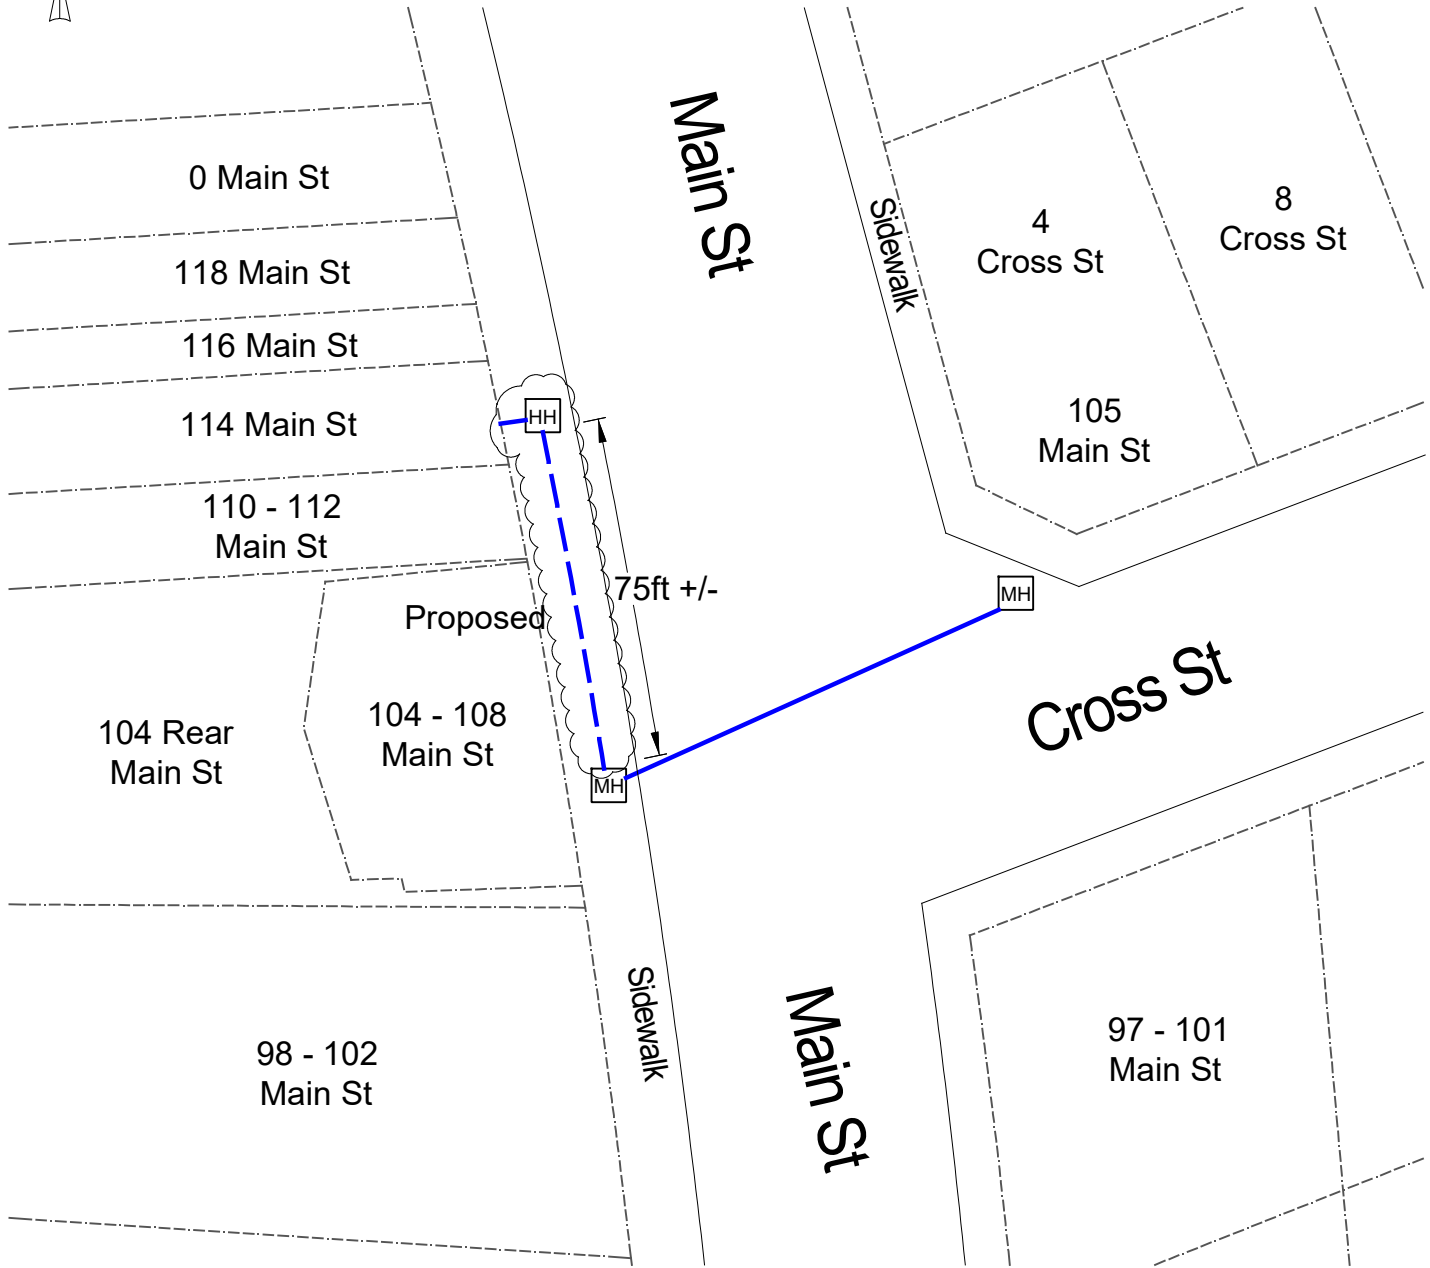 Main St
0 Main St
118 Main St
116 Main St
114 Main St
110 - 112
Main St
Sidewalk
4
Cross St
8
Cross St
105
Main St
HH
75ft +/-
Proposed
MH
Cross St
104 Rear
Main St
104 - 108
Main St
MH
Sidewalk
Main St
98 - 102
Main St
97 - 101
Main St